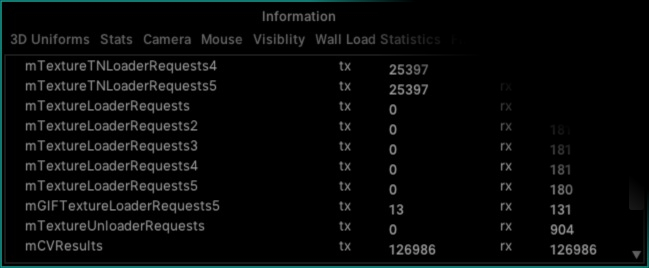 Information
3D Uniforms Stats Camera Mouse Visiblity Wall Load Statistics
mTextureTNLoaderRequests4 tx 25397
mTextureTNLoaderRequests5 tx 25397 rx
mTextureLoaderRequests tx 0 rx
mTextureLoaderRequests2 tx 0 rx 181
mTextureLoaderRequests3 tx 0 rx 181
mTextureLoaderRequests4 tx 0 rx 181
mTextureLoaderRequests5 tx 0 rx 180
mGIFTextureLoaderRequests5 tx 13 rx 131
mTextureUnloaderRequests tx 0 rx 904
mCVResults tx 126986 rx 126986